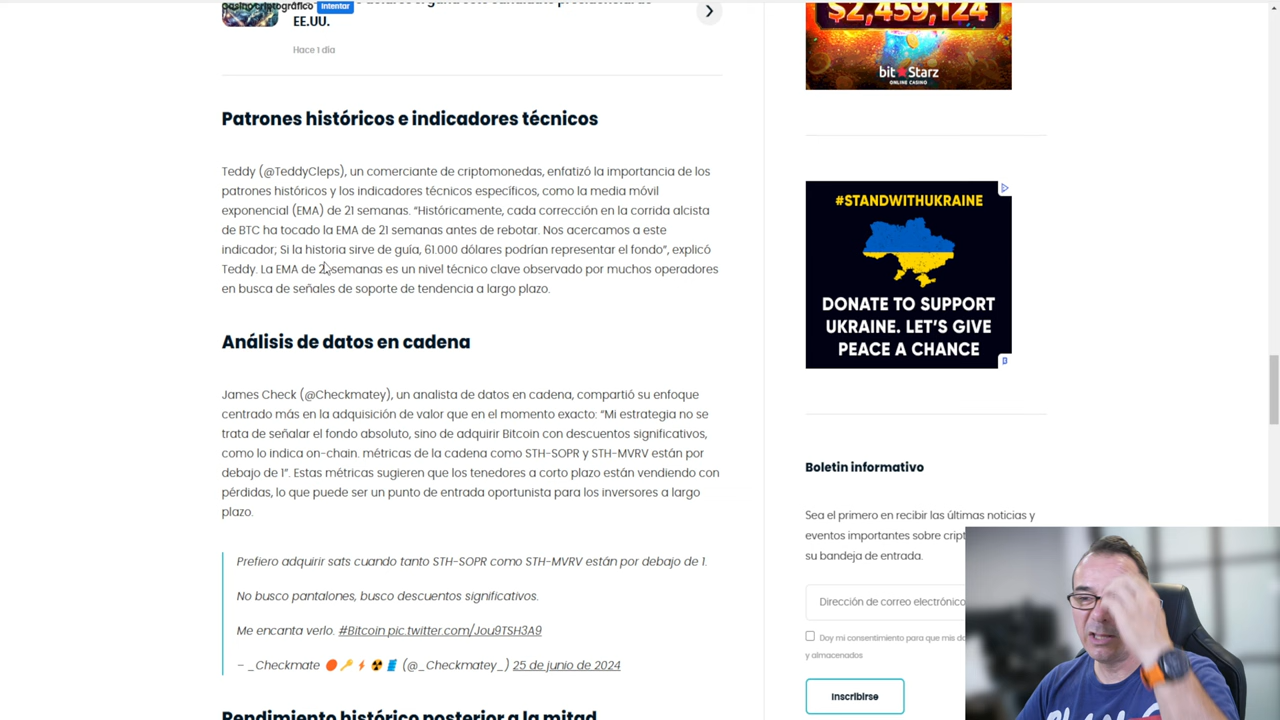 Casino criptográfico
Intentar
EE.UU.
Hace 1 día
Patrones históricos e indicadores técnicos
Teddy (@TeddyCleps), un comerciante de criptomonedas, enfatizó la importancia de los
patrones históricos y los indicadores técnicos específicos, como la media móvil
exponencial (EMA) de 21 semanas. “Históricamente, cada corrección en la corrida alcista
de BTC ha tocado la EMA de 21 semanas antes de rebotar. Nos acercamos a este
indicador; Si la historia sirve de guía, 61.000 dólares podrían representar el fondo”, explicó
Teddy. La EMA de 21 semanas es un nivel técnico clave observado por muchos operadores
en busca de señales de soporte de tendencia a largo plazo.
Análisis de datos en cadena
James Check (@Checkmatey), un analista de datos en cadena, compartió su enfoque
centrado más en la adquisición de valor que en el momento exacto: “Mi estrategia no se
trata de señalar el fondo absoluto, sino de adquirir Bitcoin con descuentos significativos,
como lo indica on-chain. métricas de la cadena como STH-SOPR y STH-MVRV están por
debajo de 1”. Estas métricas sugieren que los tenedores a corto plazo están vendiendo con
pérdidas, lo que puede ser un punto de entrada oportunista para los inversores a largo
plazo.
Prefiero adquirir sats cuando tanto STH-SOPR como STH-MVRV están por debajo de 1.
No busco pantalones, busco descuentos significativos.
Me encanta verlo. #Bitcoin pic.twitter.com/Jou9TSH3A9
– _Checkmate 🟠🔑⚡☢️ (@_Checkmatey_) 25 de junio de 2024
Rendimiento histórico posterior a la mitad
$2,459,124
bitStarz
ONLINE CASINO
#STANDWITHUKRAINE
DONATE TO SUPPORT
UKRAINE. LET'S GIVE
PEACE A CHANCE
Boletin informativo
Sea el primero en recibir las últimas noticias y
eventos importantes sobre
su bandeja de entrada.
Dirección de correo electrónico
Doy mi consentimiento para que mis
y almacenados
Inscribirse